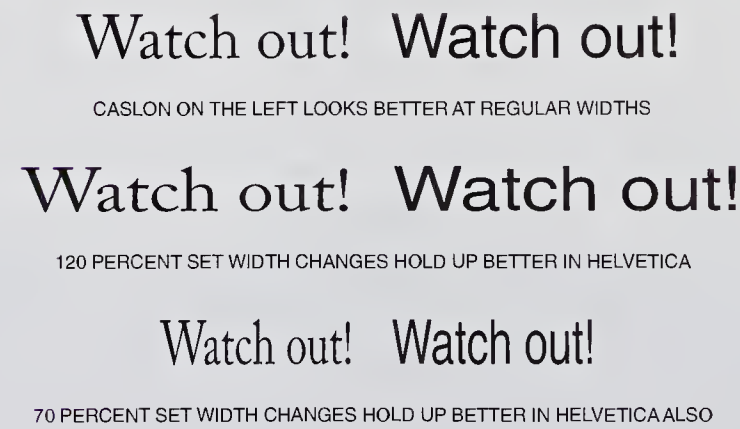 Watch out! Watch out!
CASLON ON THE LEFT LOOKS BETTER AT REGULAR WIDTHS
Watch out! Watch out!
120 PERCENT SET WIDTH CHANGES HOLD UP BETTER IN HELVETICA
Watch out! Watch out!
70 PERCENT SET WIDTH CHANGES HOLD UP BETTER IN HELVETICA ALSO